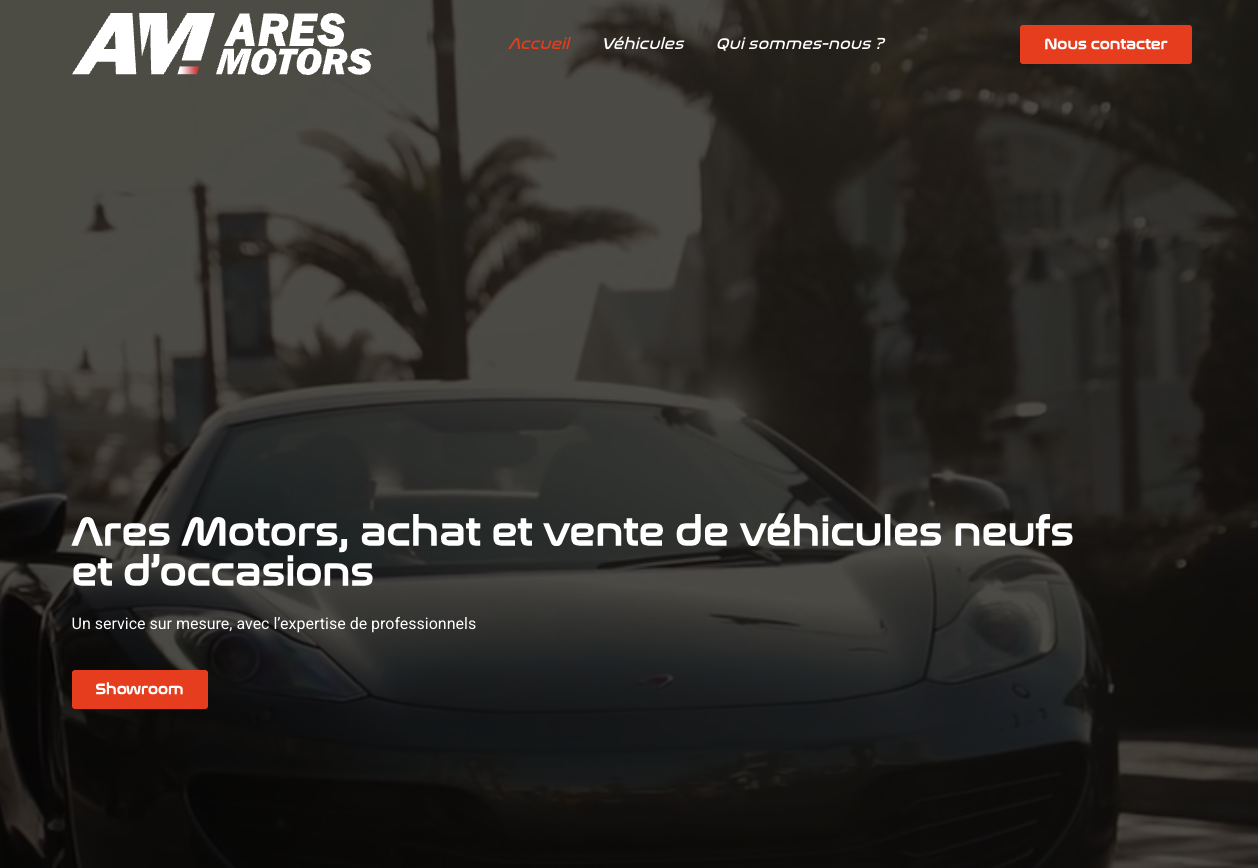 AM ARES
MOTORS
Accueil
Véhicules
Qui sommes-nous ?
Nous contacter
Ares Motors, achat et vente de véhicules neufs
et d’occasions
Un service sur mesure, avec l’expertise de professionnels
Showroom